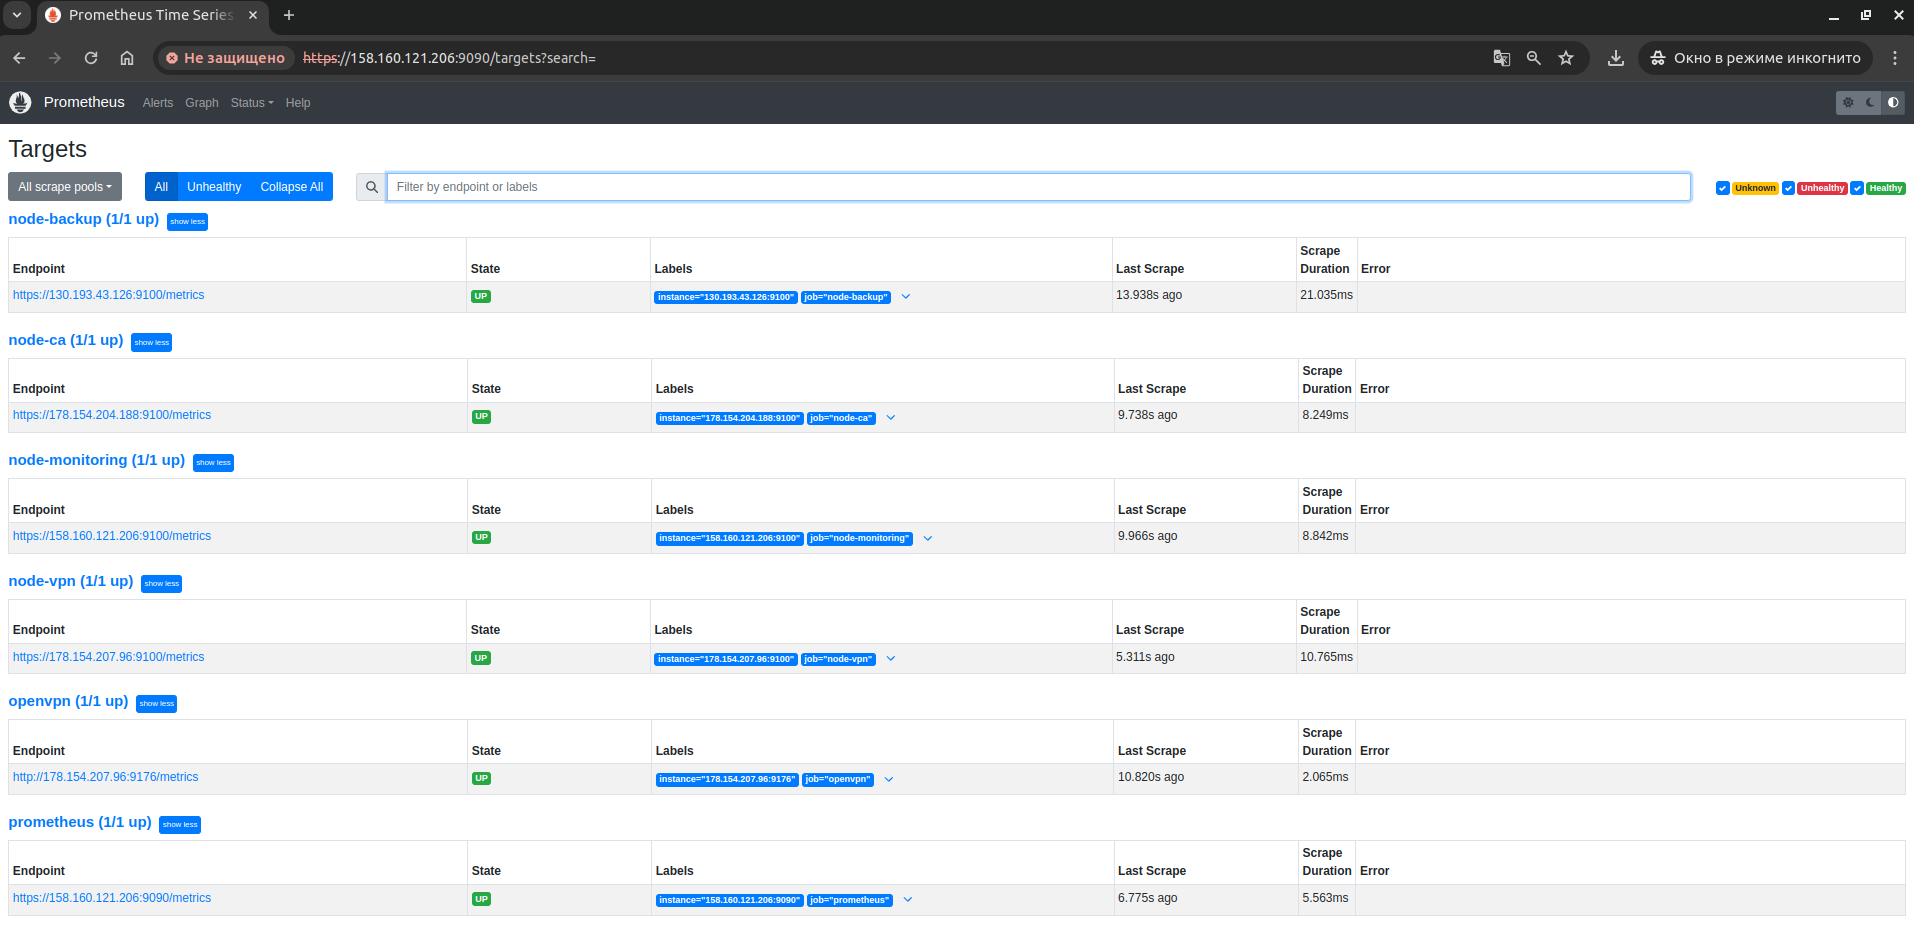 Prometheus Time Series
Не защищено https://158.160.121.206:9090/targets?search= Окно в режиме инкогнито
Prometheus Alerts Graph Status Help
Targets
All scrape pools All Unhealthy Collapse All Filter by endpoint or labels Unknown Unhealthy Healthy
node-backup (1/1 up) show less
Endpoint State Labels Last Scrape Scrape Duration Error
https://130.193.43.126:9100/metrics UP instance="130.193.43.126:9100" job="node-backup" 13.938s ago 21.035ms
node-ca (1/1 up) show less
Endpoint State Labels Last Scrape Scrape Duration Error
https://178.154.204.188:9100/metrics UP instance="178.154.204.188:9100" job="node-ca" 9.738s ago 8.249ms
node-monitoring (1/1 up) show less
Endpoint State Labels Last Scrape Scrape Duration Error
https://158.160.121.206:9100/metrics UP instance="158.160.121.206:9100" job="node-monitoring" 9.966s ago 8.842ms
node-vpn (1/1 up) show less
Endpoint State Labels Last Scrape Scrape Duration Error
https://178.154.207.96:9100/metrics UP instance="178.154.207.96:9100" job="node-vpn" 5.311s ago 10.765ms
openvpn (1/1 up) show less
Endpoint State Labels Last Scrape Scrape Duration Error
http://178.154.207.96:9176/metrics UP instance="178.154.207.96:9176" job="openvpn" 10.820s ago 2.065ms
prometheus (1/1 up) show less
Endpoint State Labels Last Scrape Scrape Duration Error
https://158.160.121.206:9090/metrics UP instance="158.160.121.206:9090" job="prometheus" 6.775s ago 5.563ms